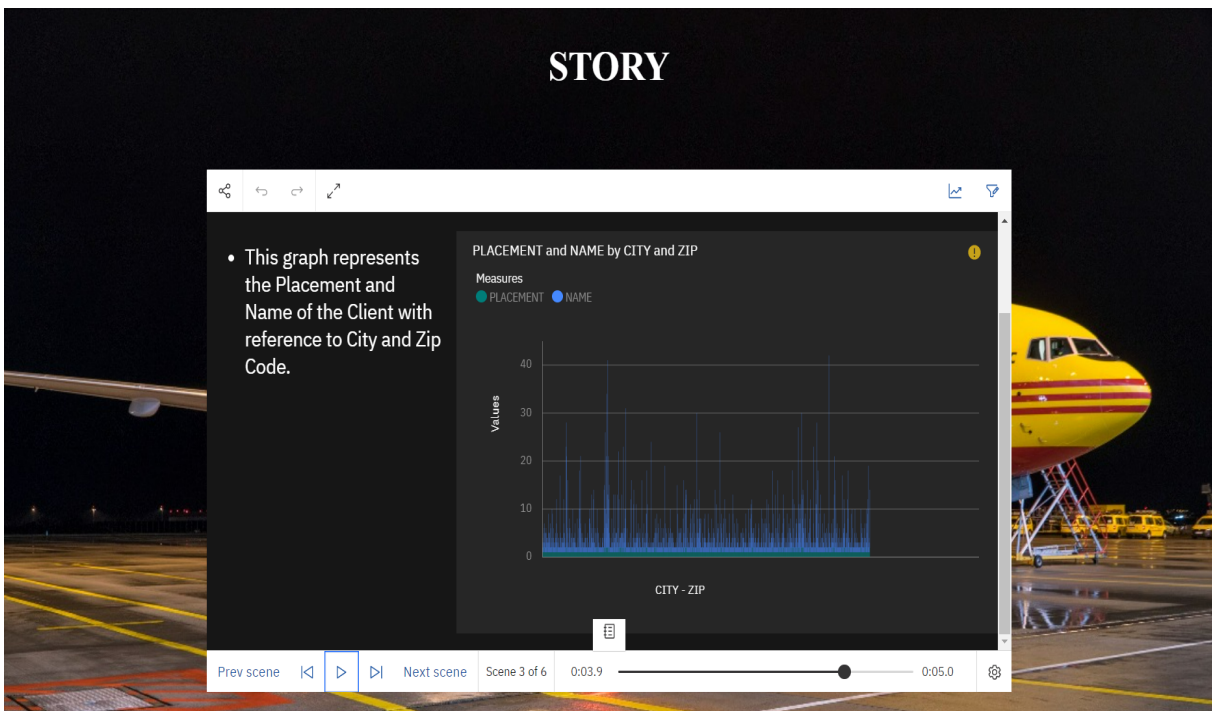 STORY
• This graph represents
the Placement and
Name of the Client with
reference to City and Zip
Code.
PLACEMENT and NAME by CITY and ZIP
Measures
PLACEMENT NAME
Values
40
30
20
10
0
CITY - ZIP
Prev scene Next scene Scene 3 of 6 0:03.9 0:05.0